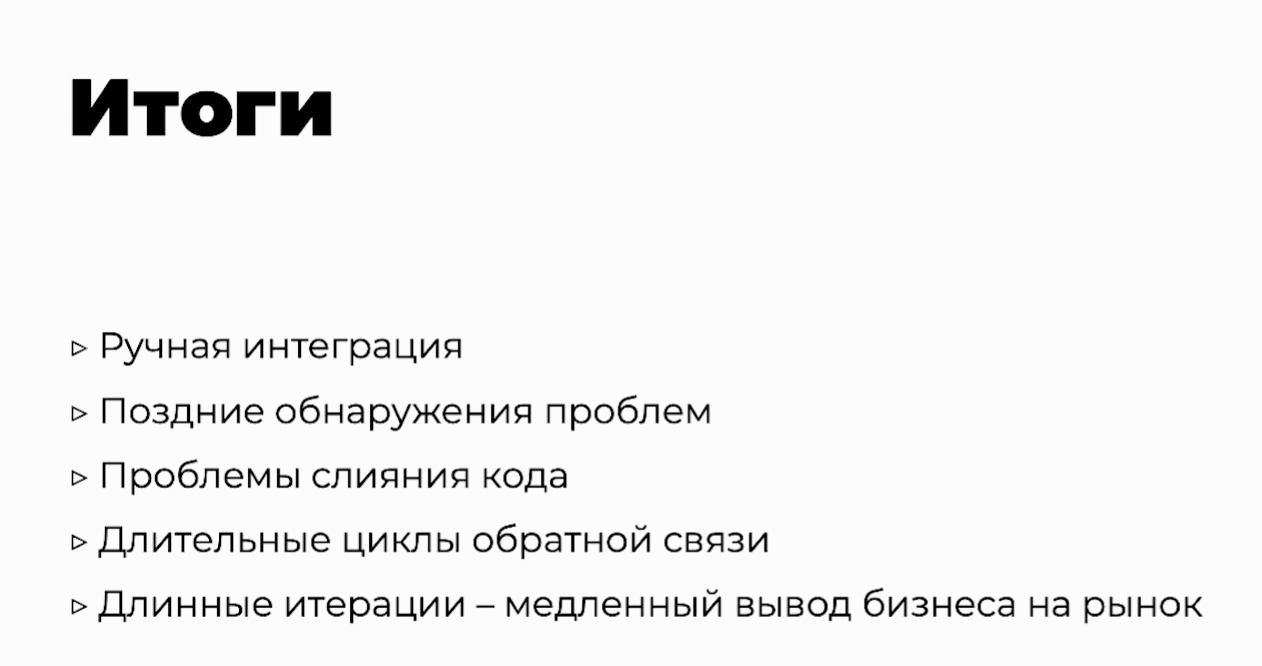 Итоги
▹ Ручная интеграция
▹ Поздние обнаружения проблем
▹ Проблемы слияния кода
▹ Длительные циклы обратной связи
▹ Длинные итерации – медленный вывод бизнеса на рынок